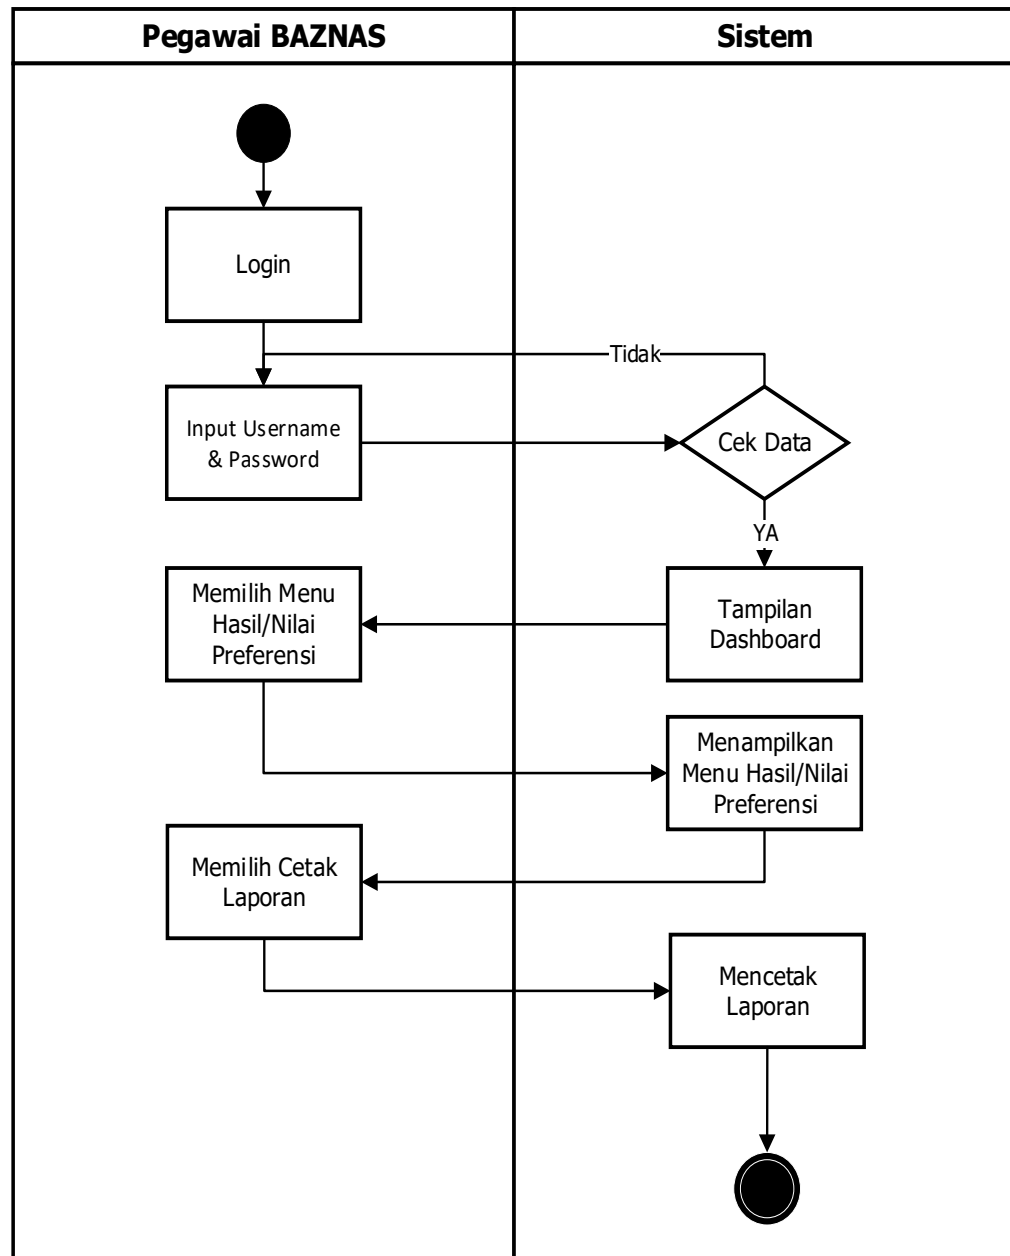 Pegawai BAZNAS
Sistem
Login
Tidak
Input Username
& Password
Cek Data
YA
Memilih Menu
Hasil/Nilai
Preferensi
Tampilan
Dashboard
Menampilkan
Menu Hasil/Nilai
Preferensi
Memilih Cetak
Laporan
Mencetak
Laporan